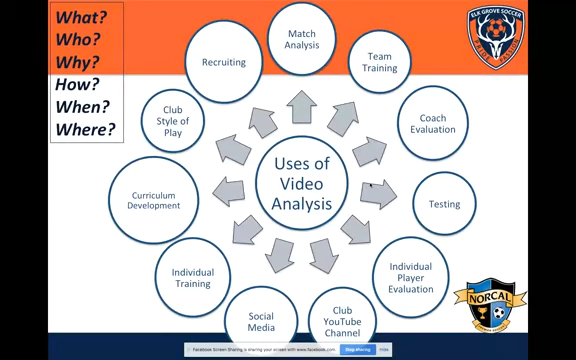 What?
Who?
Why?
How?
When?
Where?
ELK GROVE SOCCER
PRIDE
PASSION
Match
Analysis
Team
Training
Coach
Evaluation
Testing
Individual
Player
Evaluation
Club
YouTube
Channel
Social
Media
Individual
Training
Curriculum
Development
Club
Style of
Play
Recruiting
Uses of
Video
Analysis
NORCAL
Facebook Screen Sharing is sharing your screen with www.facebook.com.
Stop sharing
Hide